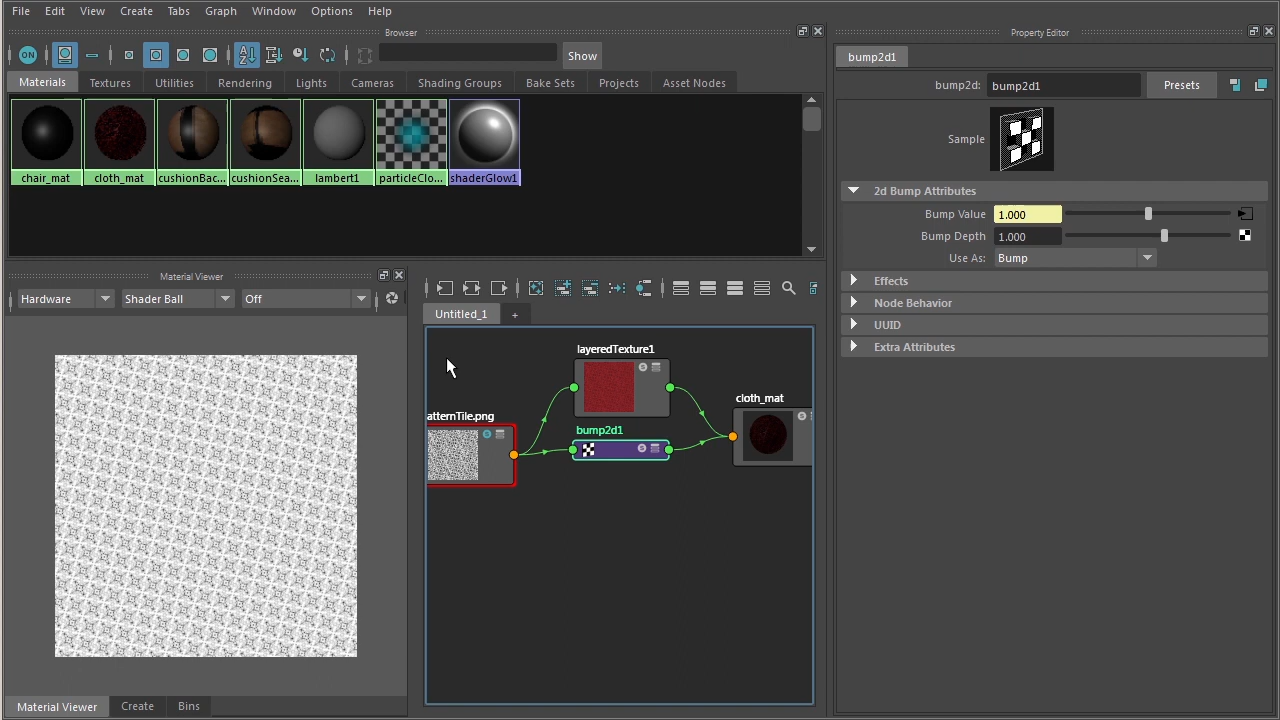 File Edit View Create Tabs Graph Window Options Help
Browser
ON
A Z
Show
Materials Textures Utilities Rendering Lights Cameras Shading Groups Bake Sets Projects Asset Nodes
chair_mat cloth_mat cushionBac... cushionSea... lambert1 particleClo... shaderGlow1
Material Viewer
Hardware Shader Ball Off
Untitled_1 +
layeredTexture1
cloth_mat
atternTile.png
bump2d1
Material Viewer Create Bins
Property Editor
bump2d1
bump2d: bump2d1 Presets
Sample
2d Bump Attributes
Bump Value 1.000
Bump Depth 1.000
Use As: Bump
Effects
Node Behavior
UUID
Extra Attributes